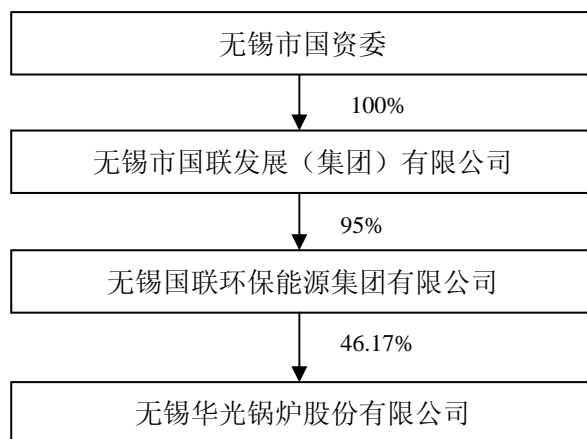 无锡市国资委
100%
无锡市国联发展（集团）有限公司
95%
无锡国联环保能源集团有限公司
46.17%
无锡华光锅炉股份有限公司